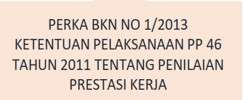 PERKA BKN NO 1/2013
KETENTUAN PELAKSANAAN PP 46
TAHUN 2011 TENTANG PENILAIAN
PRESTASI KERJA